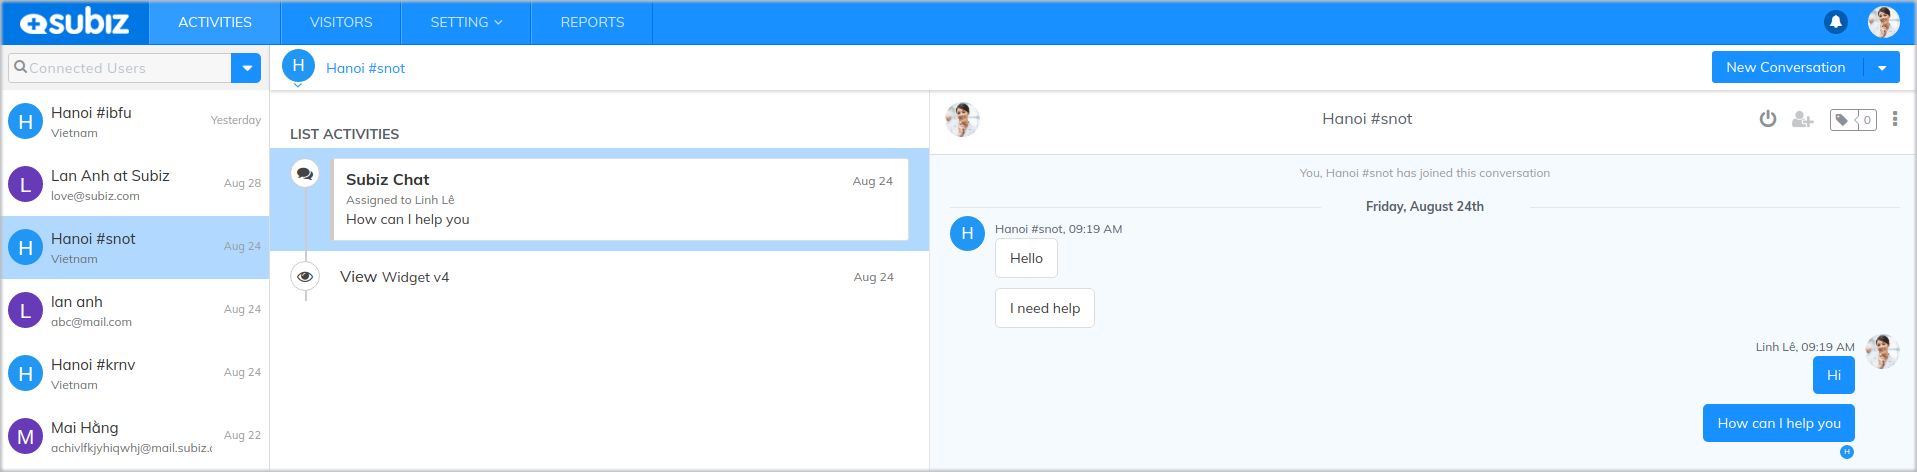 subiz ACTIVITIES VISITORS SETTING REPORTS
Connected Users
H Hanoi #snot New Conversation
H Hanoi #ibfu Yesterday
Vietnam
L Lan Anh at Subiz Aug 28
love@subiz.com
H Hanoi #snot Aug 24
Vietnam
L lan anh Aug 24
abc@mail.com
H Hanoi #krnv Aug 24
Vietnam
M Mai Hằng Aug 22
achivlfkjyhiqwhj@mail.subiz.c
LIST ACTIVITIES
Subiz Chat Aug 24
Assigned to Linh Lê
How can I help you
View Widget v4 Aug 24
Hanoi #snot 0
You, Hanoi #snot has joined this conversation
Friday, August 24th
H Hanoi #snot, 09:19 AM
Hello
I need help
Linh Lê, 09:19 AM
Hi
How can I help you
H